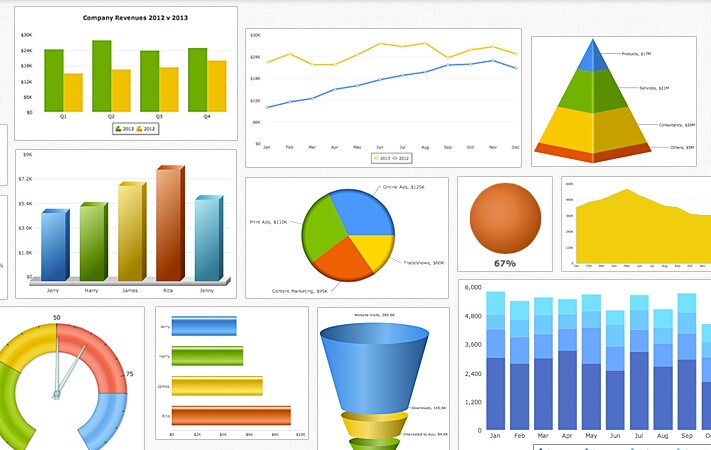 Company Revenues 2012 v 2013
$30K
$24K
$18K
$12K
$6K
$0
Q1 Q2 Q3 Q4
2013 2012
$30K
$24K
$18K
$12K
$6K
$0
Jan Feb Mar Apr May Jun Jul Aug Sep Oct Nov Dec
2013 2012
Products, $17M
Services, $21M
Consultancy, $20M
Others, $5M
$9K
$7.2K
$5.4K
$3.6K
$1.8K
$0
Jerry Harry James Rita Jenny
Online Ads, $125K
Print Ads, $110K
Tradeshows, $60K
Content Marketing, $95K
67%
%
50
75
Jerry
Harry
James
Rita
$0 $2K $4K $6K $8K $10K
Website Visits, 385.6K
Downloads, 145.6K
Interested to buy, 84.6K
6,000
4,800
3,600
2,400
1,200
0
Jan Feb Mar Apr May Jun Jul Aug Sep